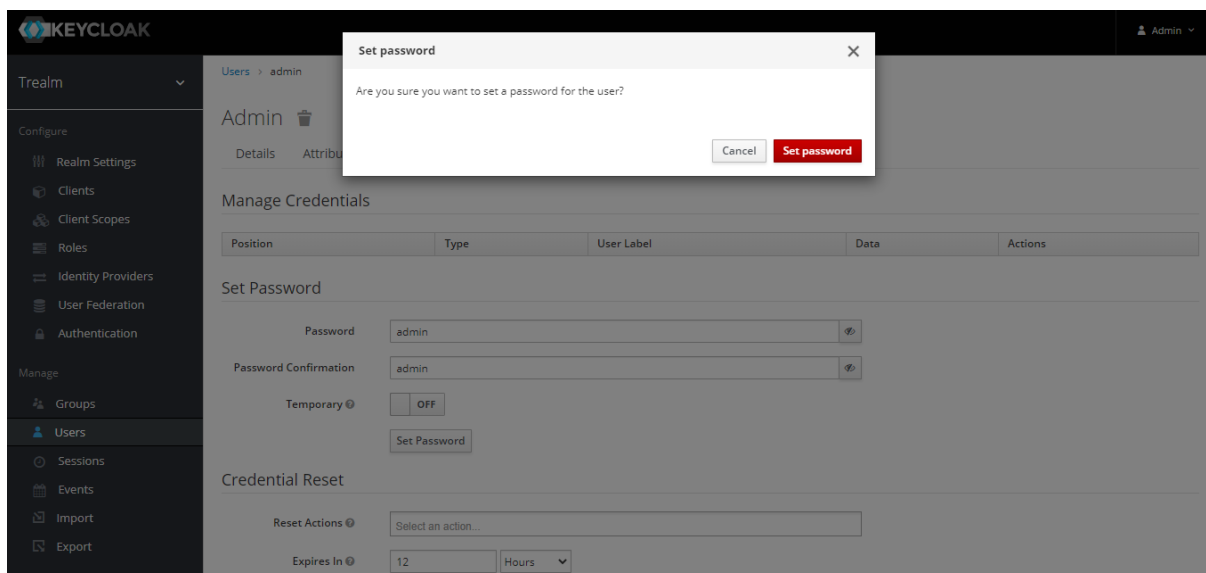 KEYCLOAK
Admin
Trealm
Configure
Realm Settings
Clients
Client Scopes
Roles
Identity Providers
User Federation
Authentication
Manage
Groups
Users
Sessions
Events
Import
Export
Users > admin
Admin
Details Attribu
Set password
Are you sure you want to set a password for the user?
Cancel Set password
Manage Credentials
Position Type User Label Data Actions
Set Password
Password admin
Password Confirmation admin
Temporary OFF
Set Password
Credential Reset
Reset Actions Select an action...
Expires In 12 Hours